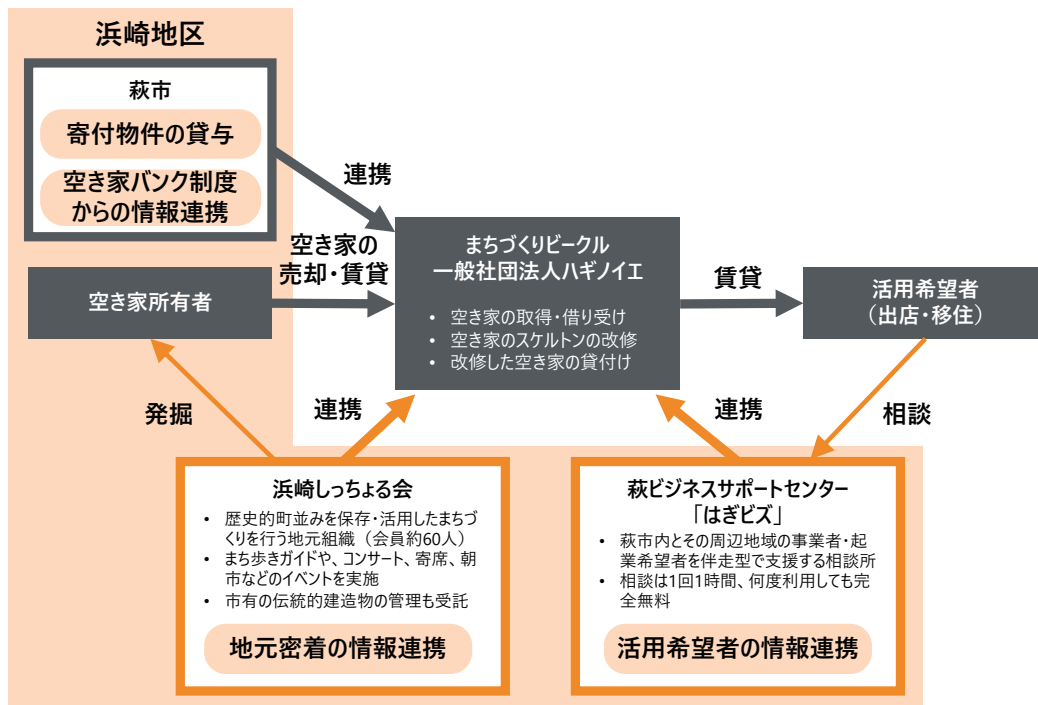 浜崎地区
萩市
寄付物件の貸与
空き家バンク制度
からの情報連携
連携
空き家の
売却・賃貸
空き家所有者
まちづくりビークル
一般社団法人ハギノイエ
• 空き家の取得・借り受け
• 空き家のスケルトンの改修
• 改修した空き家の貸付け
賃貸
活用希望者
（出店・移住）
発掘
連携
連携
相談
浜崎しっちょる会
• 歴史的町並みを保存・活用したまちづ
くりを行う地元組織（会員約60人）
• まち歩きガイドや、コンサート、寄席、朝
市などのイベントを実施
• 市有の伝統的建造物の管理も受託
地元密着の情報連携
萩ビジネスサポートセンター
「はぎビズ」
• 萩市内とその周辺地域の事業者・起
業希望者を伴走型で支援する相談所
• 相談は1回1時間、何度利用しても完
全無料
活用希望者の情報連携